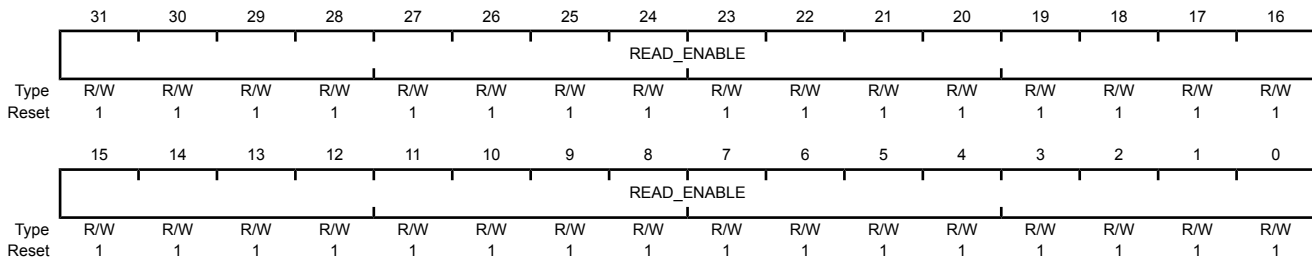 31 30 29 28 27 26 25 24 23 22 21 20 19 18 17 16
READ_ENABLE
Type R/W R/W R/W R/W R/W R/W R/W R/W R/W R/W R/W R/W R/W R/W R/W R/W
Reset 1 1 1 1 1 1 1 1 1 1 1 1 1 1 1 1
15 14 13 12 11 10 9 8 7 6 5 4 3 2 1 0
READ_ENABLE
Type R/W R/W R/W R/W R/W R/W R/W R/W R/W R/W R/W R/W R/W R/W R/W R/W
Reset 1 1 1 1 1 1 1 1 1 1 1 1 1 1 1 1